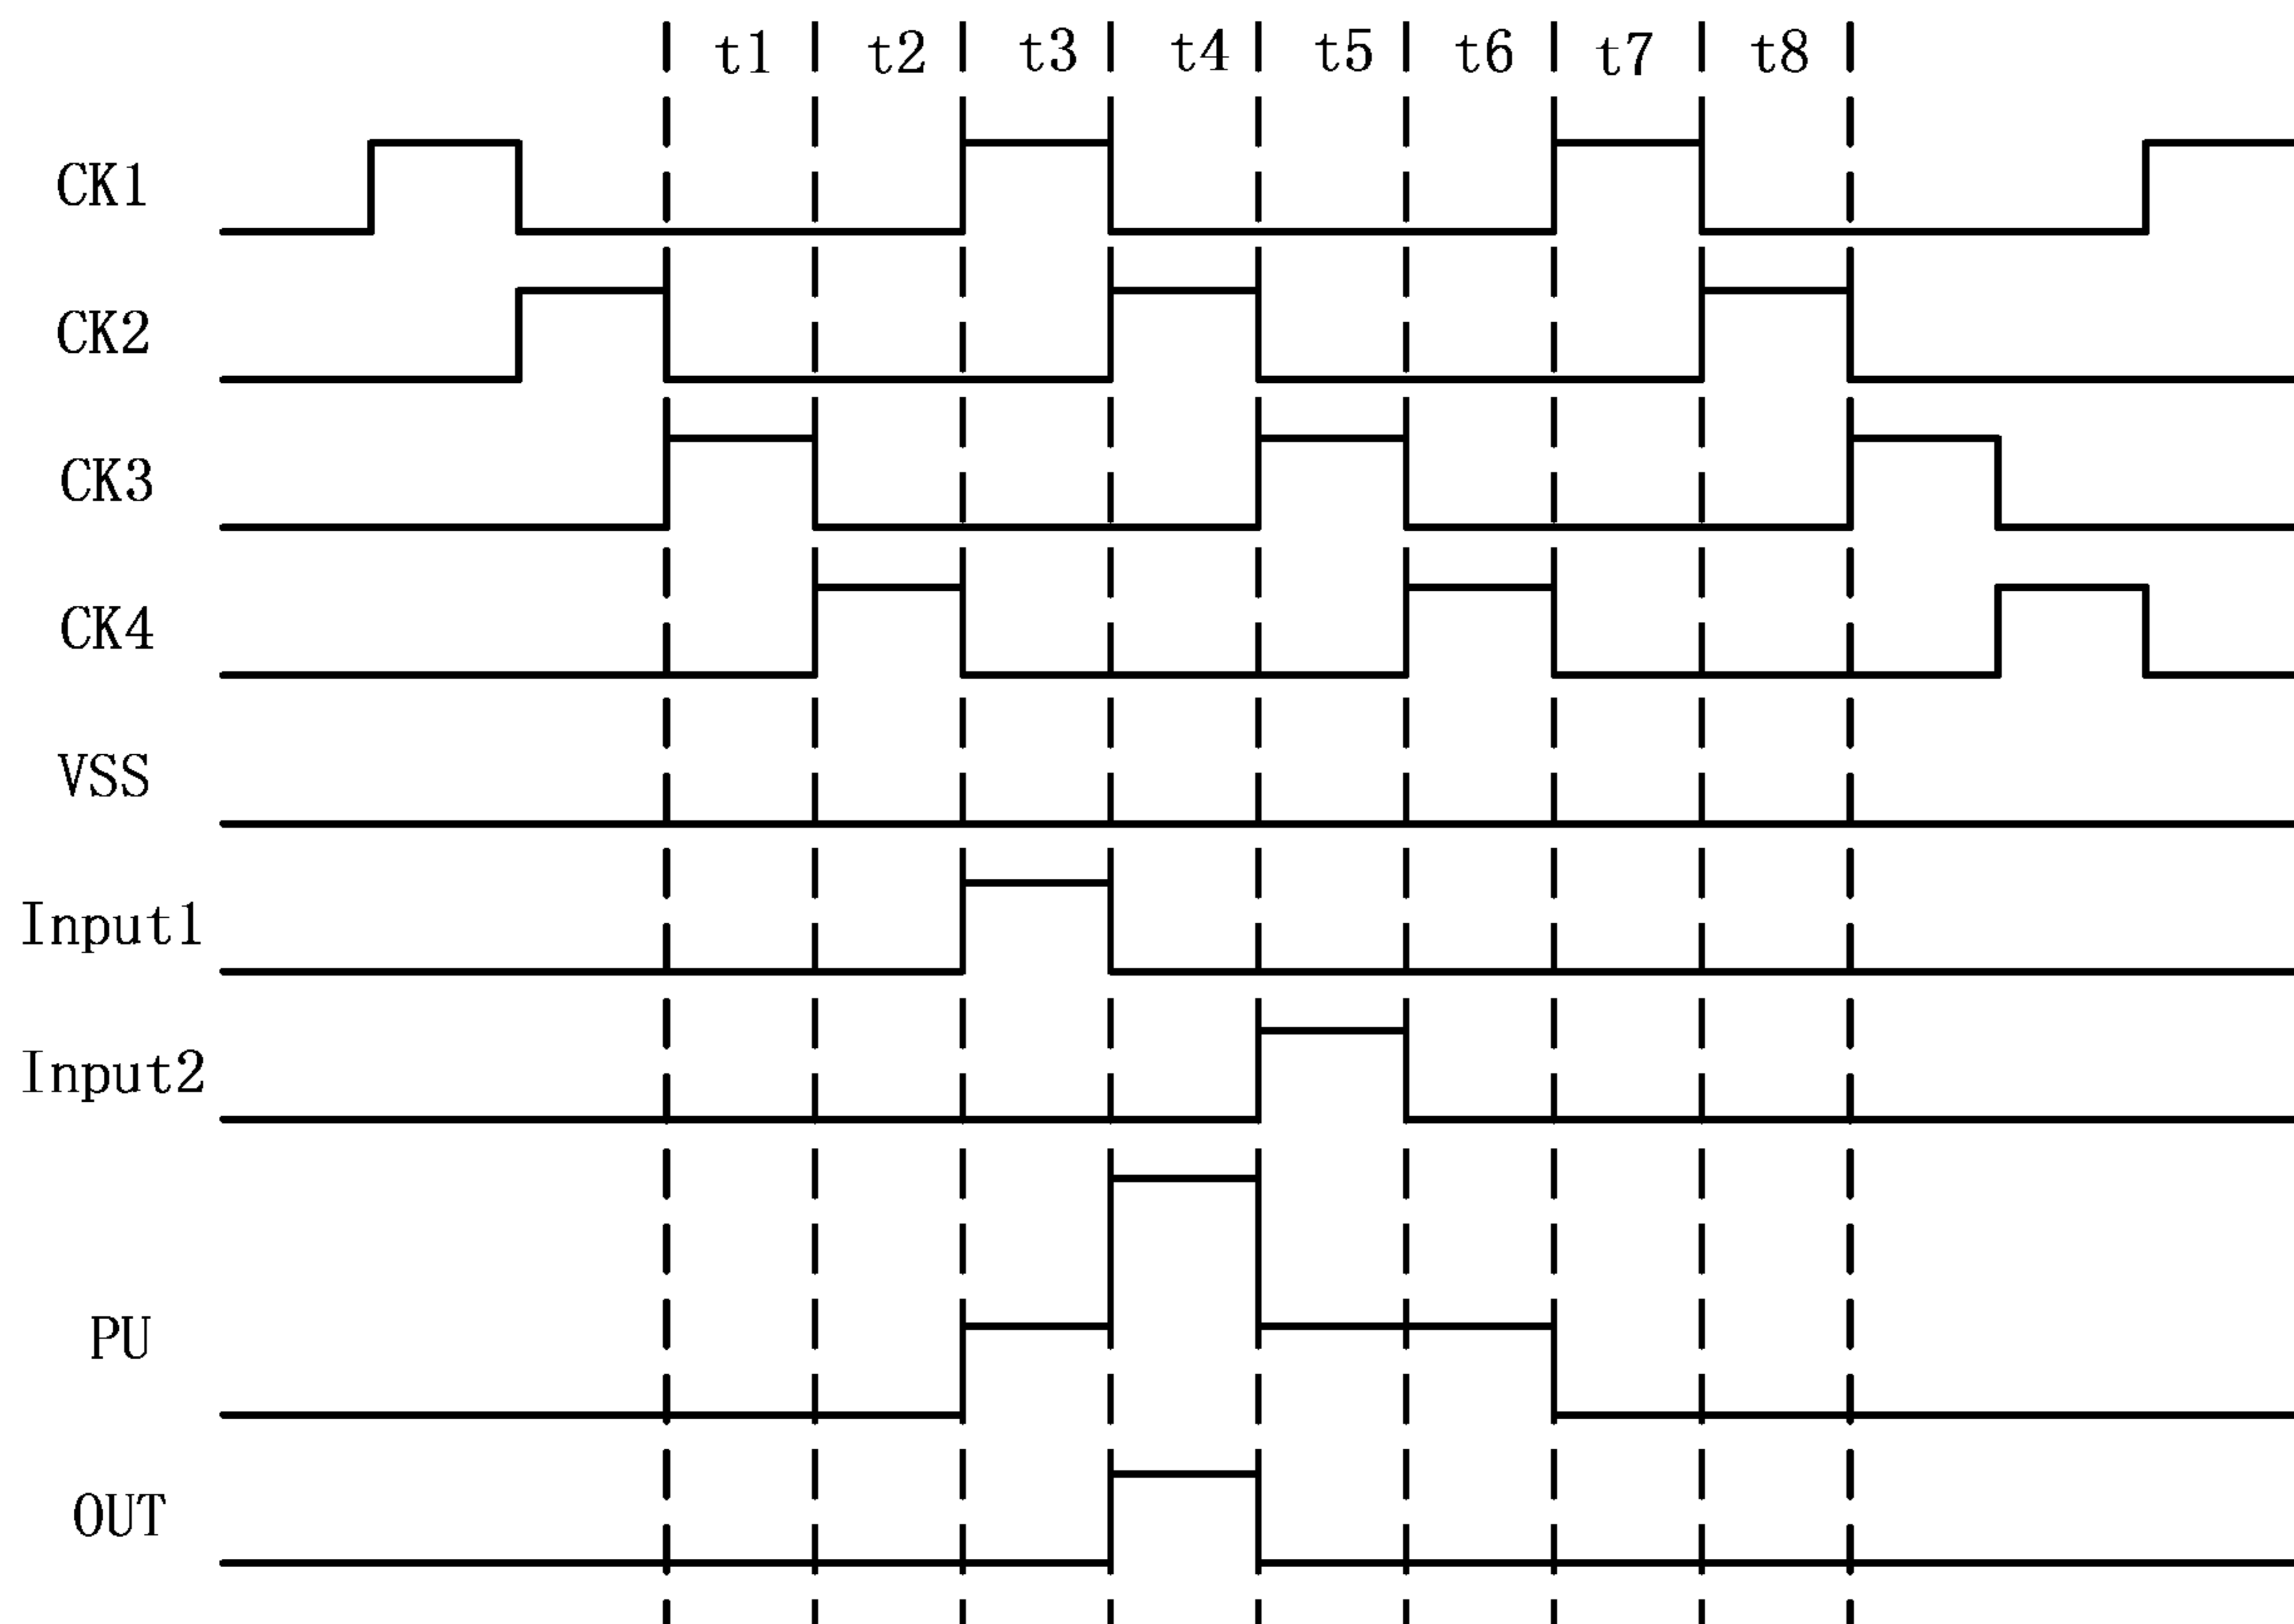 t1 t2 t3 t4 t5 t6 t7 t8
CK1
CK2
CK3
CK4
VSS
Input1
Input2
PU
OUT